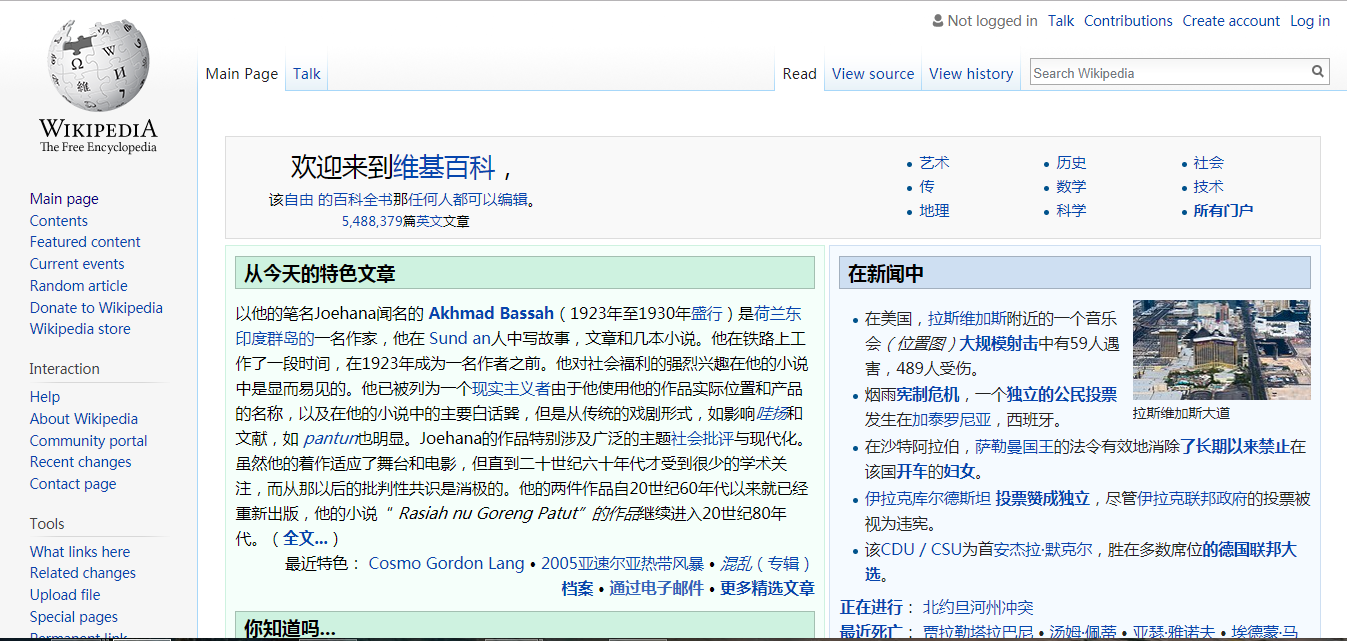 Not logged in Talk Contributions Create account Log in
Main Page Talk Read View source View history Search Wikipedia
WIKIPEDIA
The Free Encyclopedia
Main page
Contents
Featured content
Current events
Random article
Donate to Wikipedia
Wikipedia store
Interaction
Help
About Wikipedia
Community portal
Recent changes
Contact page
Tools
What links here
Related changes
Upload file
Special pages
Permanent link
欢迎来到维基百科，
该自由 的百科全书那任何人都可以编辑。
5,488,379篇英文文章
• 艺术
• 传
• 地理
• 历史
• 数学
• 科学
• 社会
• 技术
• 所有门户
从今天的特色文章
以他的笔名Joehana闻名的 Akhmad Bassah（1923年至1930年盛行）是荷兰东
印度群岛的一名作家，他在 Sund an人中写故事，文章和几本小说。他在铁路上工
作了一段时间，在1923年成为一名作者之前。他对社会福利的强烈兴趣在他的小说
中是显而易见的。他已被列为一个现实主义者由于他使用他的作品实际位置和产品
的名称，以及在他的小说中的主要白话巽，但是从传统的戏剧形式，如影响哇扬和
文献，如 pantun也明显。Joehana的作品特别涉及广泛的主题社会批评与现代化。
虽然他的着作适应了舞台和电影，但直到二十世纪六十年代才受到很少的学术关
注，而从那以后的批判性共识是消极的。他的两件作品自20世纪60年代以来就已经
重新出版，他的小说“ Rasiah nu Goreng Patut”的作品继续进入20世纪80年
代。（全文...）
最近特色： Cosmo Gordon Lang • 2005亚速尔亚热带风暴 • 混乱（专辑）
档案 • 通过电子邮件 • 更多精选文章
你知道吗...
在新闻中
• 在美国，拉斯维加斯附近的一个音乐
会（位置图）大规模射击中有59人遇
害，489人受伤。
• 烟雨宪制危机，一个独立的公民投票
发生在加泰罗尼亚，西班牙。
拉斯维加斯大道
• 在沙特阿拉伯，萨勒曼国王的法令有效地消除了长期以来禁止在
该国开车的妇女。
• 伊拉克库尔德斯坦 投票赞成独立，尽管伊拉克联邦政府的投票被
视为违宪。
• 该CDU / CSU为首安杰拉·默克尔，胜在多数席位的德国联邦大
选。
正在进行： 北约旦河州冲突
最近死亡： 贾拉勒塔拉巴尼 • 汤姆·佩蒂 • 亚瑟·雅诺夫 • 埃德蒙·马